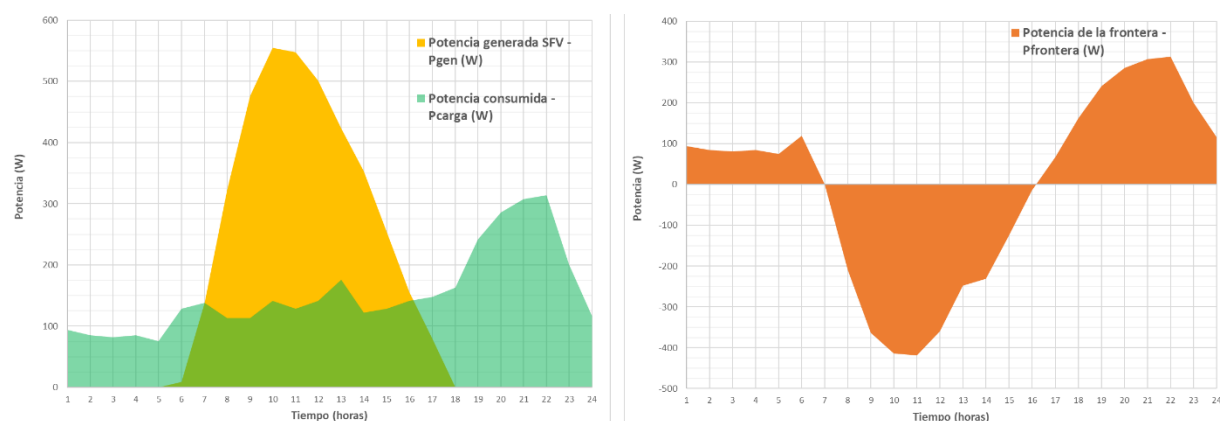 600
500
400
300
200
100
0
Potencia (W)
Potencia generada SFV -
Pgen (W)
Potencia consumida -
Pcarga (W)
1 2 3 4 5 6 7 8 9 10 11 12 13 14 15 16 17 18 19 20 21 22 23 24
Tiempo (horas)
400
300
200
100
0
-100
-200
-300
-400
-500
Potencia (W)
Potencia de la frontera -
Pfrontera (W)
1 2 3 4 5 6 7 8 9 10 11 12 13 14 15 16 17 18 19 20 21 22 23 24
Tiempo (horas)